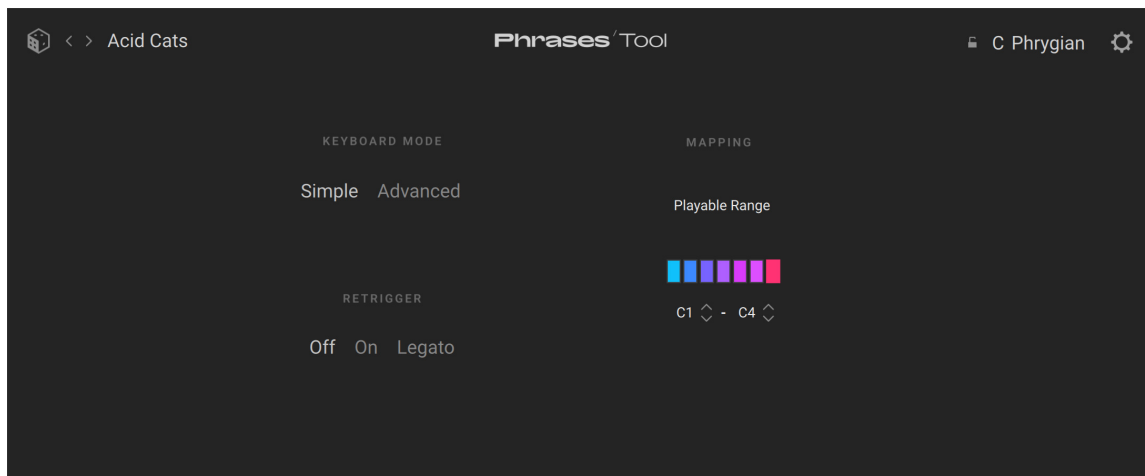 < > Acid Cats
Phrases'Tool
C Phrygian
KEYBOARD MODE
Simple Advanced
RETRIGGER
Off On Legato
MAPPING
Playable Range
C1 - C4